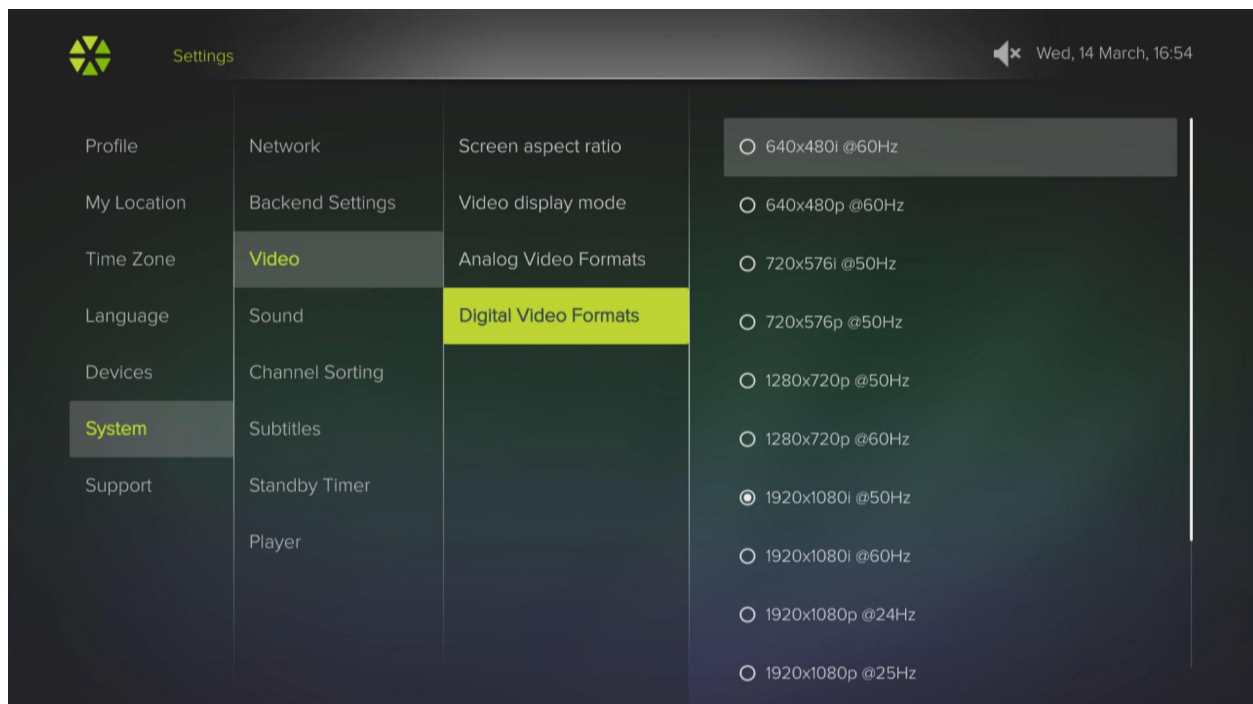 Settings
Wed, 14 March, 16:54
Profile
My Location
Time Zone
Language
Devices
System
Support
Network
Backend Settings
Video
Sound
Channel Sorting
Subtitles
Standby Timer
Player
Screen aspect ratio
Video display mode
Analog Video Formats
Digital Video Formats
640x480i @60Hz
640x480p @60Hz
720x576i @50Hz
720x576p @50Hz
1280x720p @50Hz
1280x720p @60Hz
1920x1080i @50Hz
1920x1080i @60Hz
1920x1080p @24Hz
1920x1080p @25Hz